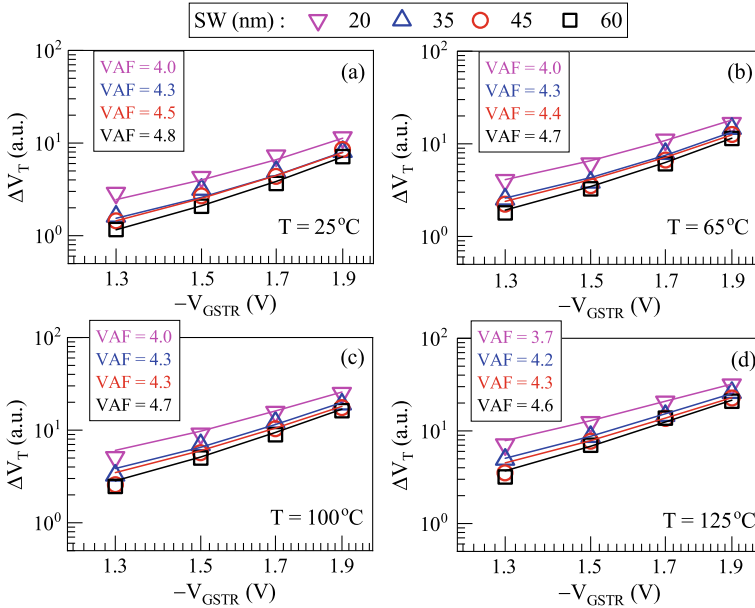 SW (nm) : 20 35 45 60
VAF = 4.0
VAF = 4.3
VAF = 4.5
VAF = 4.8
(a)
10²
10¹
10⁰
ΔV_T (a.u.)
T = 25°C
1.3 1.5 1.7 1.9
−V_GSTR (V)
VAF = 4.0
VAF = 4.3
VAF = 4.4
VAF = 4.7
(b)
10²
10¹
10⁰
ΔV_T (a.u.)
T = 65°C
1.3 1.5 1.7 1.9
−V_GSTR (V)
VAF = 4.0
VAF = 4.3
VAF = 4.3
VAF = 4.7
(c)
10²
10¹
10⁰
ΔV_T (a.u.)
T = 100°C
1.3 1.5 1.7 1.9
−V_GSTR (V)
VAF = 3.7
VAF = 4.2
VAF = 4.3
VAF = 4.6
(d)
10²
10¹
10⁰
ΔV_T (a.u.)
T = 125°C
1.3 1.5 1.7 1.9
−V_GSTR (V)